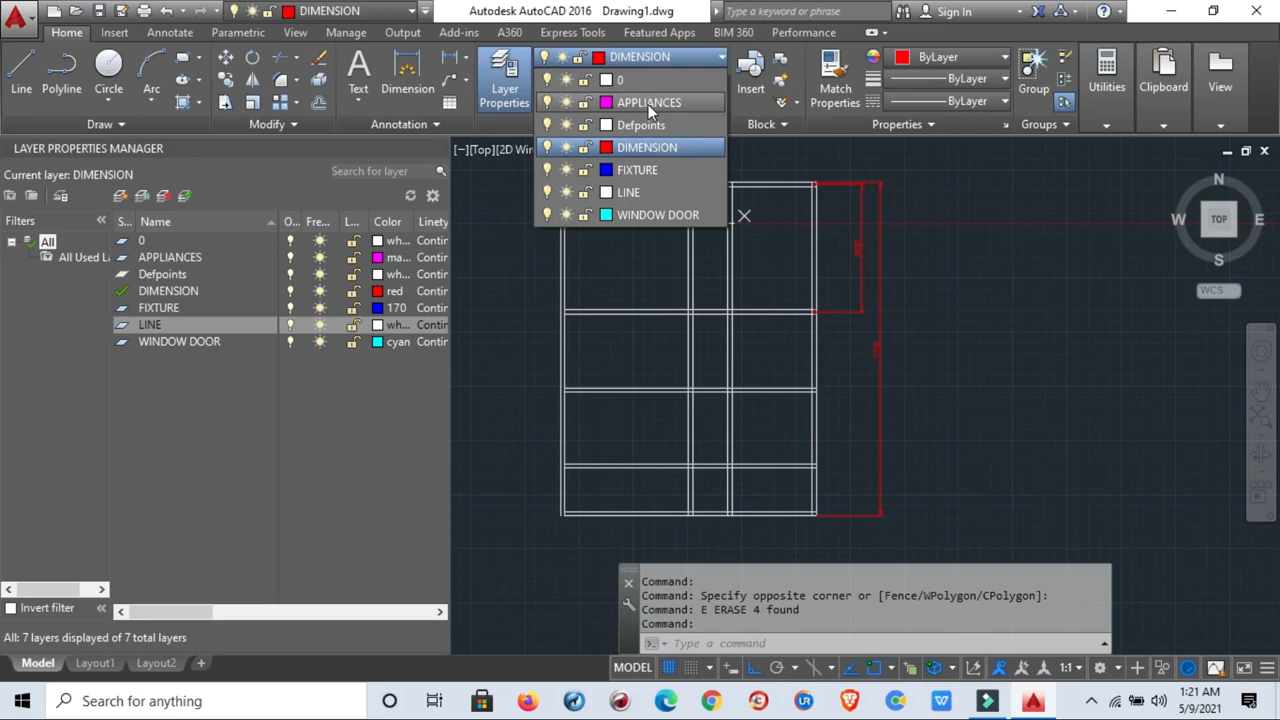 DIMENSION
Autodesk AutoCAD 2016 Drawing1.dwg
Type a keyword or phrase
Sign In
Home Insert Annotate Parametric View Manage Output Add-ins A360 Express Tools Featured Apps BIM 360 Performance
Line Polyline Circle Arc
Text Dimension
Layer Properties
DIMENSION
0
APPLIANCES
Defpoints
DIMENSION
FIXTURE
LINE
WINDOW DOOR
Insert
Match Properties
ByLayer
ByLayer
ByLayer
Group
Utilities
Clipboard
View
Draw Modify Annotation Block Properties Groups
LAYER PROPERTIES MANAGER
Current layer: DIMENSION
Search for layer
Filters
All
All Used La
S... Name O.. Fre... L... Color Linety
0 wh... Contin
APPLIANCES ma... Contin
Defpoints wh... Contin
DIMENSION red Contin
FIXTURE 170 Contin
LINE wh... Contin
WINDOW DOOR cyan Contin
Invert filter
All: 7 layers displayed of 7 total layers
[−][Top][2D Wir
N
W TOP E
S
WCS
Command:
Command: Specify opposite corner or [Fence/WPolygon/CPolygon]:
Command: E ERASE 4 found
Command:
Type a command
Model Layout1 Layout2 +
MODEL
1:1
Search for anything
1:21 AM
5/9/2021